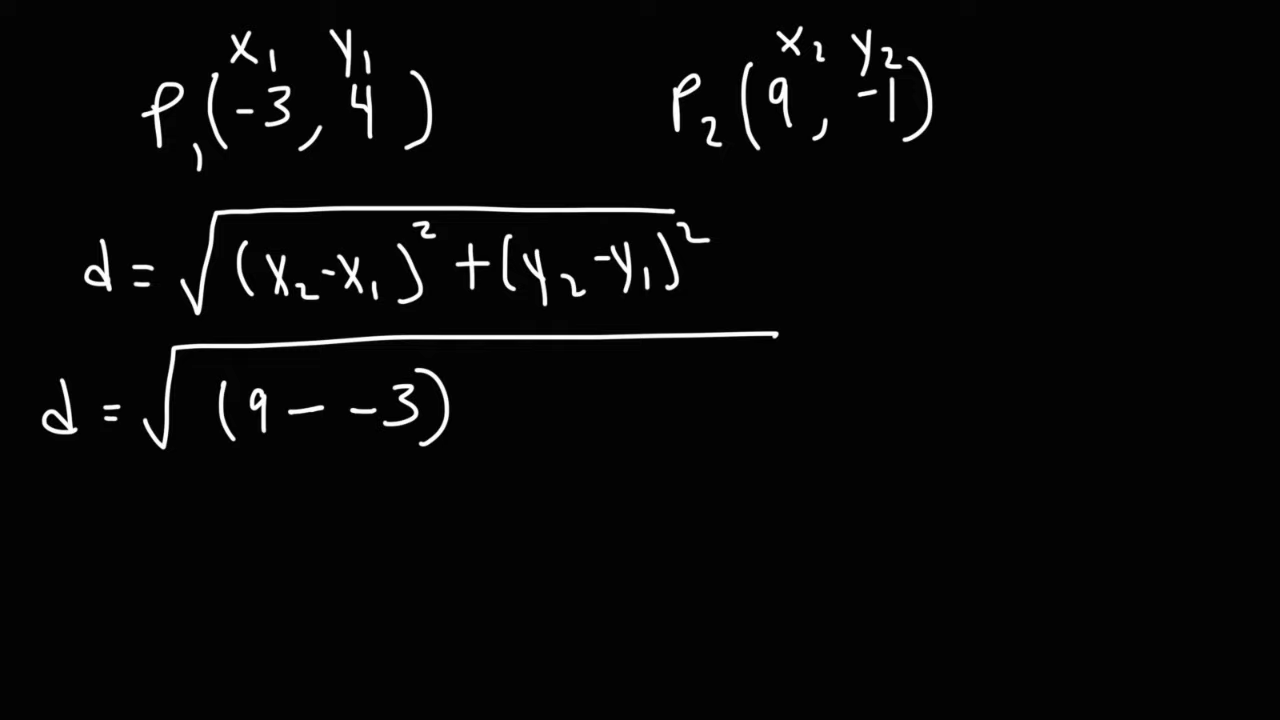 x₁ y₁ x₂ y₂
P₁(-3, 4) P₂(9, -1)
d = √(x₂-x₁)² + (y₂-y₁)²
d = √(9 - -3)